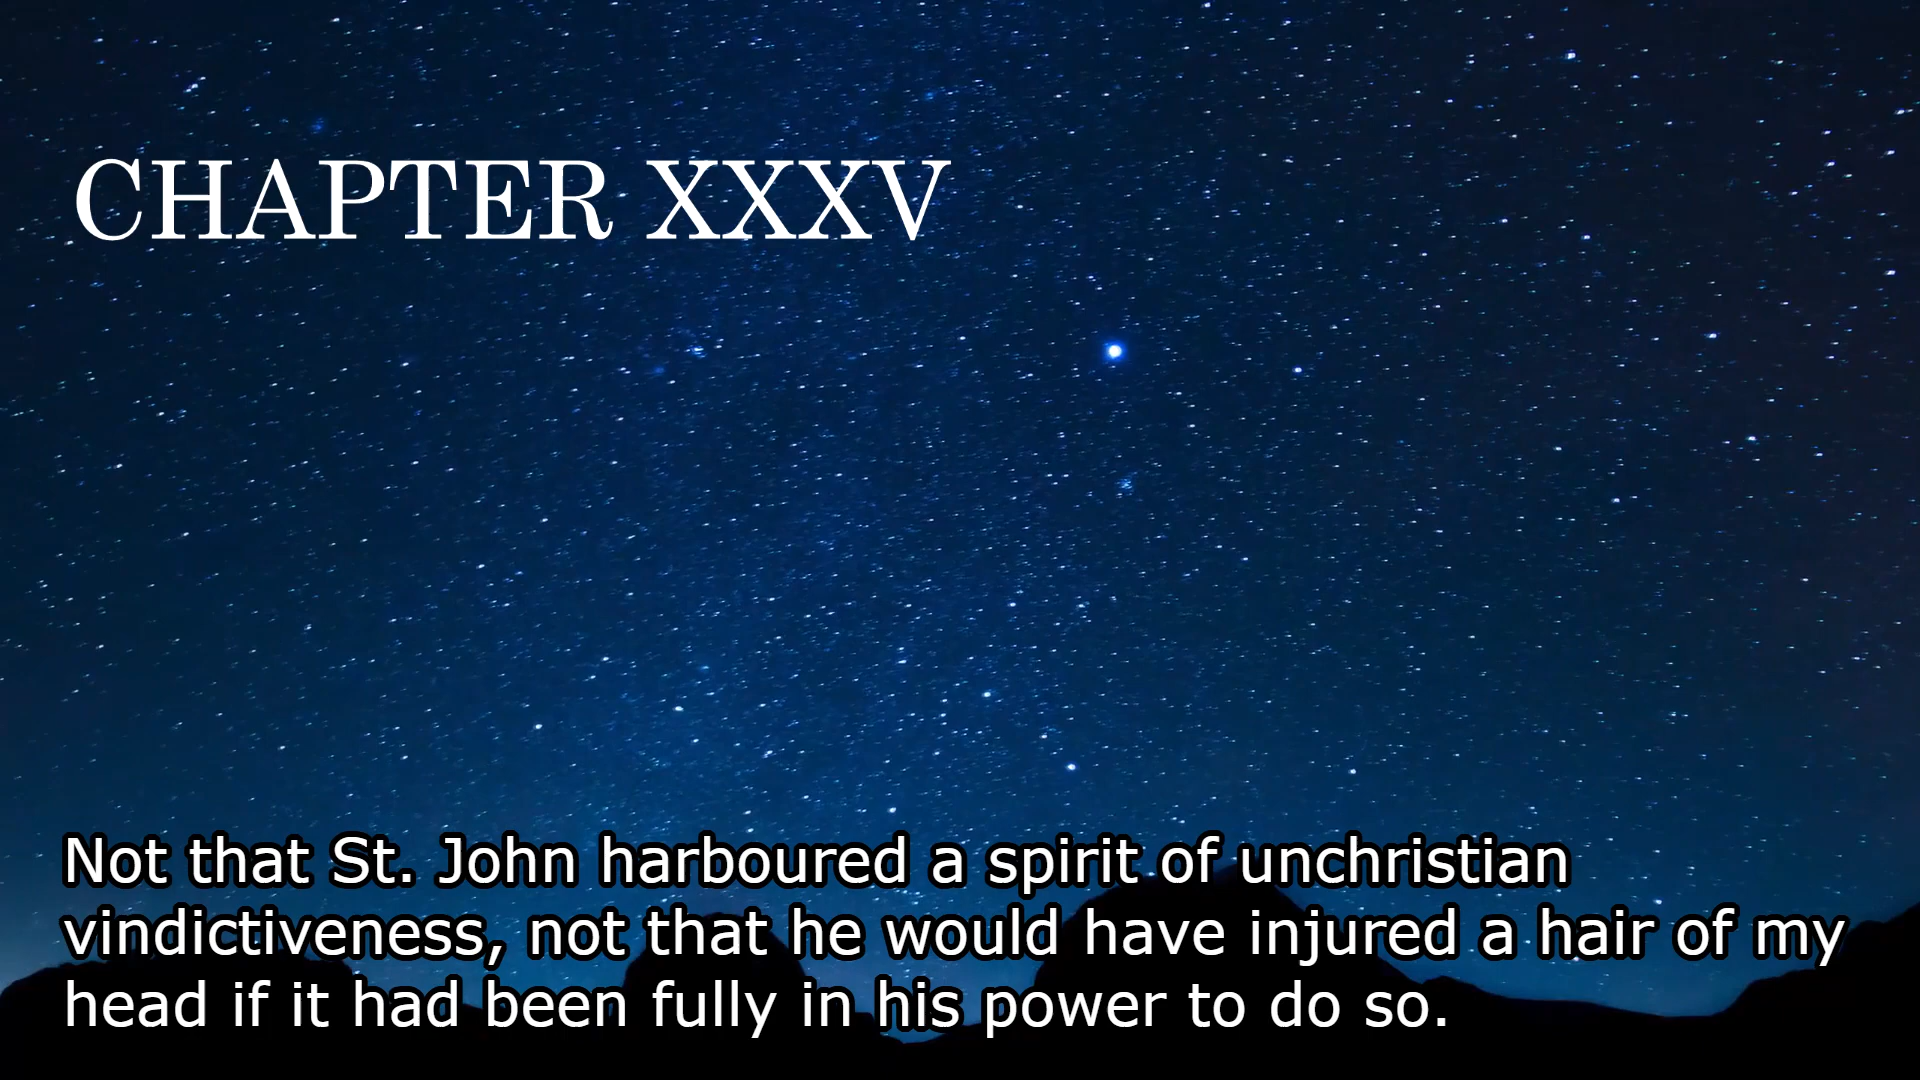 CHAPTER XXXV
Not that St. John harboured a spirit of unchristian
vindictiveness, not that he would have injured a hair of my
head if it had been fully in his power to do so.